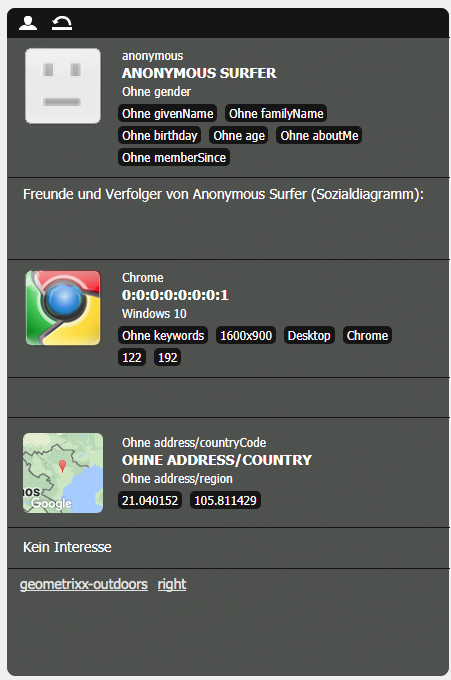 anonymous
ANONYMOUS SURFER
Ohne gender
Ohne givenName Ohne familyName
Ohne birthday Ohne age Ohne aboutMe
Ohne memberSince
Freunde und Verfolger von Anonymous Surfer (Sozialdiagramm):
Chrome
0:0:0:0:0:0:0:1
Windows 10
Ohne keywords 1600x900 Desktop Chrome
122 192
Ohne address/countryCode
OHNE ADDRESS/COUNTRY
Ohne address/region
21.040152 105.811429
nos
Google
Kein Interesse
geometrixx-outdoors right